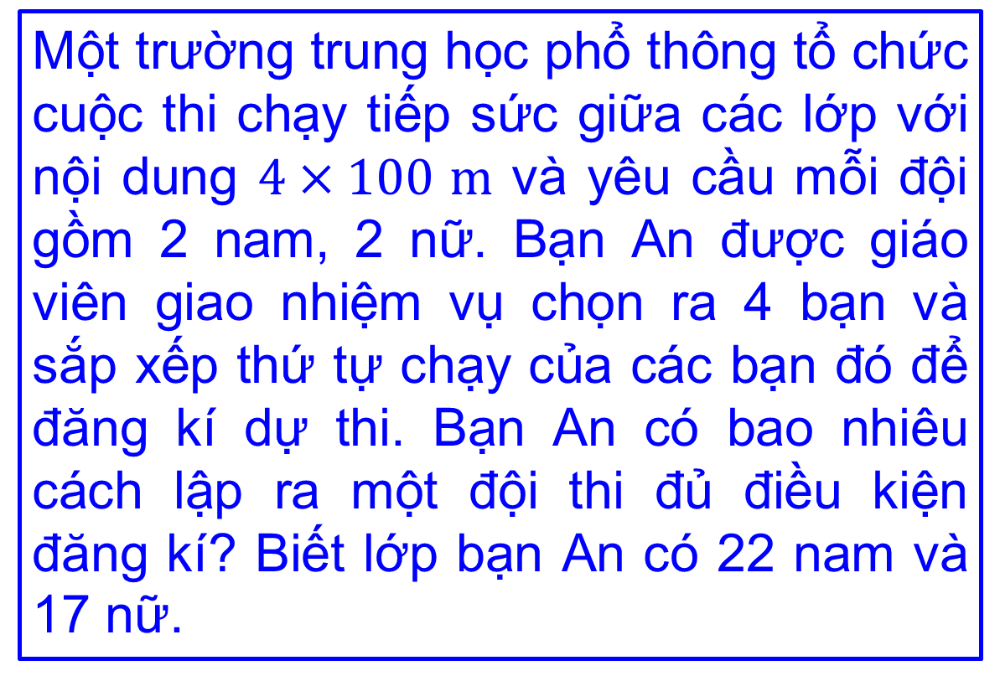 Một trường trung học phổ thông tổ chức
cuộc thi chạy tiếp sức giữa các lớp với
nội dung 4 × 100 m và yêu cầu mỗi đội
gồm 2 nam, 2 nữ. Bạn An được giáo
viên giao nhiệm vụ chọn ra 4 bạn và
sắp xếp thứ tự chạy của các bạn đó để
đăng kí dự thi. Bạn An có bao nhiêu
cách lập ra một đội thi đủ điều kiện
đăng kí? Biết lớp bạn An có 22 nam và
17 nữ.